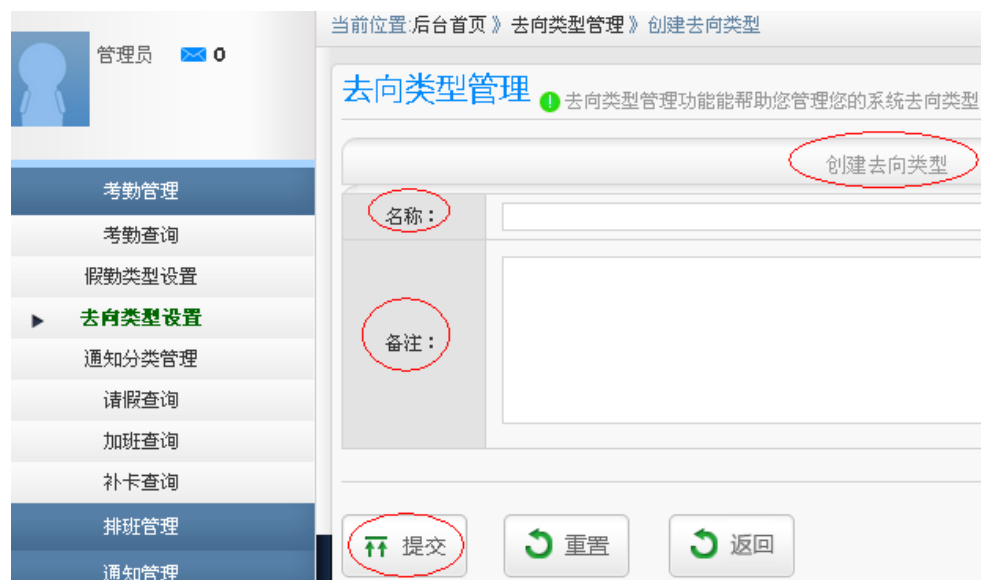 当前位置:后台首页》去向类型管理》创建去向类型
管理员 0
去向类型管理 去向类型管理功能能帮助您管理您的系统去向类型
创建去向类型
考勤管理
考勤查询
假勤类型设置
去向类型设置
通知分类管理
请假查询
加班查询
补卡查询
排班管理
通知管理
名称：
备注：
提交 重置 返回